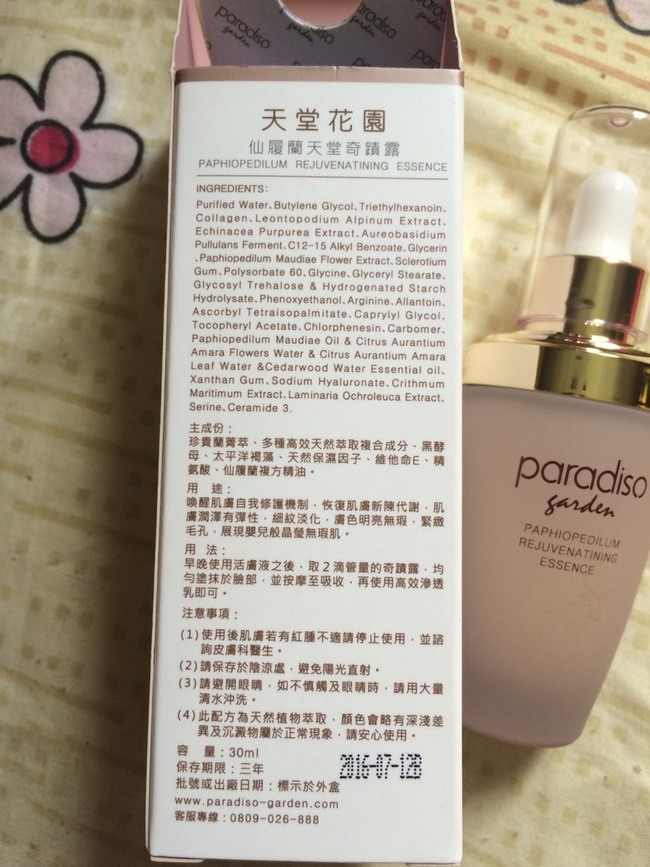 paradiso
garden
天堂花園
仙履蘭天堂奇蹟露
PAPHIOPEDILUM REJUVENATINING ESSENCE
INGREDIENTS:
Purified Water、Butylene Glycol、Triethylhexanoin、
Collagen、Leontopodium Alpinum Extract、
Echinacea Purpurea Extract、Aureobasidium
Pullulans Ferment、C12-15 Alkyl Benzoate、Glycerin
、Paphiopedilum Maudiae Flower Extract、Sclerotium
Gum、Polysorbate 60、Glycine、Glyceryl Stearate、
Glycosyl Trehalose & Hydrogenated Starch
Hydrolysate、Phenoxyethanol、Arginine、Allantoin、
Ascorbyl Tetraisopalmitate、Caprylyl Glycol、
Tocopheryl Acetate、Chlorphenesin、Carbomer、
Paphiopedilum Maudiae Oil & Citrus Aurantium
Amara Flowers Water & Citrus Aurantium Amara
Leaf Water &Cedarwood Water Essential oil、
Xanthan Gum、Sodium Hyaluronate、Crithmum
Maritimum Extract、Laminaria Ochroleuca Extract、
Serine、Ceramide 3.
主成份：
珍貴蘭菁萃、多種高效天然萃取複合成分、黑酵
母、太平洋褐藻、天然保濕因子、維他命E、精
氨酸、仙履蘭複方精油。
用 途：
喚醒肌膚自我修護機制，恢復肌膚新陳代謝，肌
膚潤澤有彈性，細紋淡化，膚色明亮無瑕，緊緻
毛孔，展現嬰兒般晶瑩無瑕肌。
用 法：
早晚使用活膚液之後，取2滴管量的奇蹟露，均
勻塗抹於臉部，並按摩至吸收，再使用高效滲透
乳即可。
注意事項：
(1)使用後肌膚若有紅腫不適請停止使用，並諮
詢皮膚科醫生。
(2)請保存於陰涼處，避免陽光直射。
(3)請避開眼睛，如不慎觸及眼睛時，請用大量
清水沖洗。
(4)此配方為天然植物萃取，顏色會略有深淺差
異及沉澱物屬於正常現象，請安心使用。
容 量：30ml
保存期限：三年
2016-07-12B
批號或出廠日期：標示於外盒
www.paradiso-garden.com
客服專線：0809-026-888
paradiso
garden
PAPHIOPEDILUM
REJUVENATINING
ESSENCE